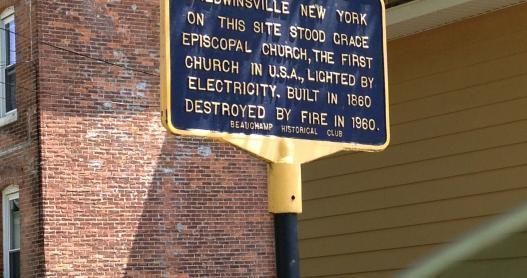 NEW YORK
ON THIS SITE STOOD GRACE
EPISCOPAL CHURCH, THE FIRST
CHURCH IN U.S.A., LIGHTED BY
ELECTRICITY. BUILT IN 1860
DESTROYED BY FIRE IN 1960.
BEAUCHAMP HISTORICAL CLUB